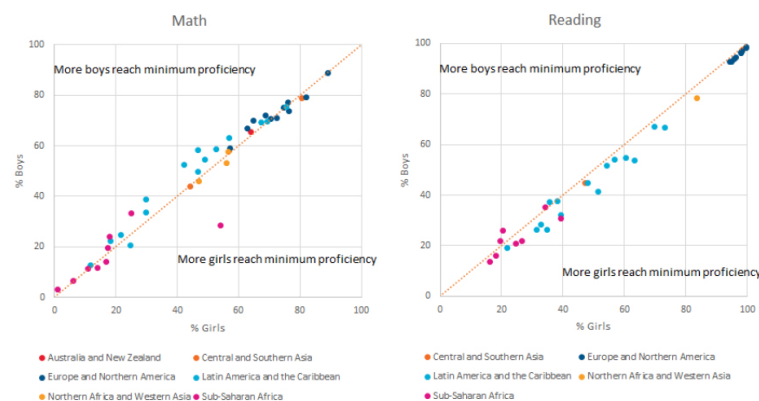 Math
100
80
60
40
20
0
% Boys
More boys reach minimum proficiency
More girls reach minimum proficiency
0 20 40 60 80 100
% Girls
Australia and New Zealand
Central and Southern Asia
Europe and Northern America
Latin America and the Caribbean
Northern Africa and Western Asia
Sub-Saharan Africa
Reading
100
80
60
40
20
0
% Boys
More boys reach minimum proficiency
More girls reach minimum proficiency
0 20 40 60 80 100
% Girls
Central and Southern Asia
Europe and Northern America
Latin America and the Caribbean
Northern Africa and Western Asia
Sub-Saharan Africa